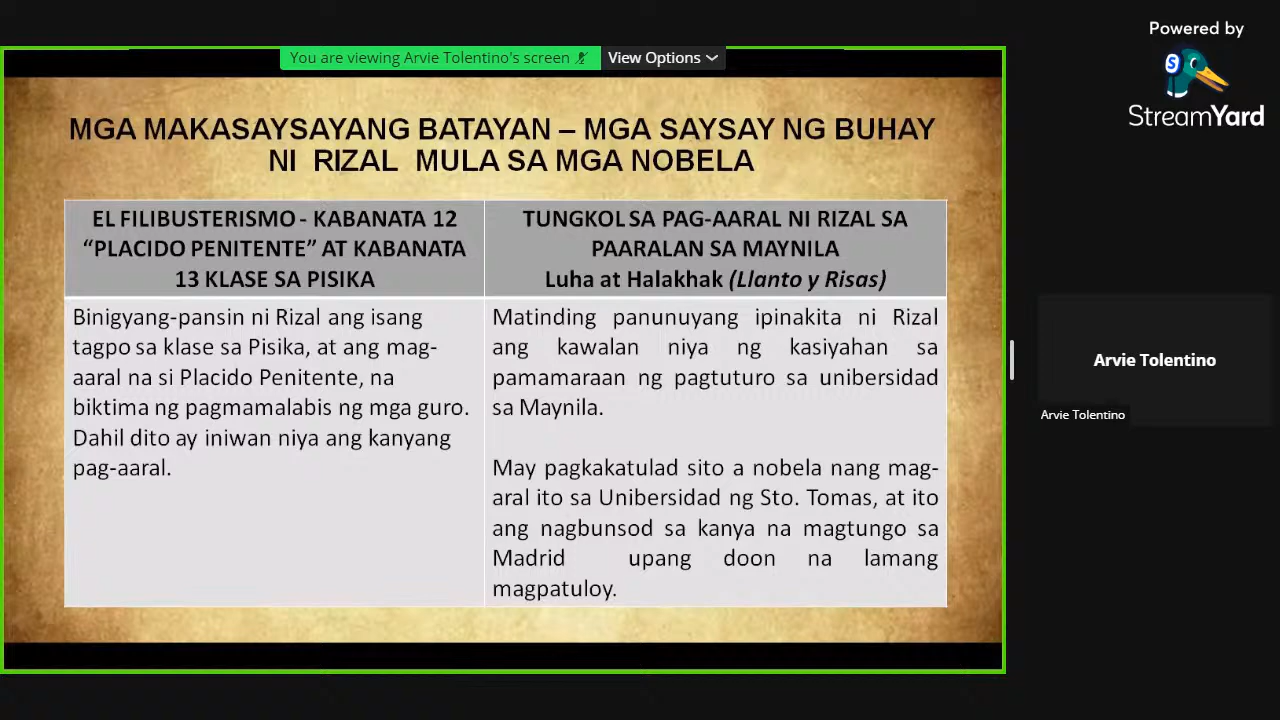 Powered by
StreamYard
You are viewing Arvie Tolentino's screen
View Options
MGA MAKASAYSAYANG BATAYAN – MGA SAYSAY NG BUHAY
NI RIZAL MULA SA MGA NOBELA
EL FILIBUSTERISMO - KABANATA 12
“PLACIDO PENITENTE” AT KABANATA
13 KLASE SA PISIKA
Binigyang-pansin ni Rizal ang isang
tagpo sa klase sa Pisika, at ang mag-
aaral na si Placido Penitente, na
biktima ng pagmamalabis ng mga guro.
Dahil dito ay iniwan niya ang kanyang
pag-aaral.
TUNGKOL SA PAG-AARAL NI RIZAL SA
PAARALAN SA MAYNILA
Luha at Halakhak (Llanto y Risas)
Matinding panunuyang ipinakita ni Rizal
ang kawalan niya ng kasiyahan sa
pamamaraan ng pagtuturo sa unibersidad
sa Maynila.
May pagkakatulad sito a nobela nang mag-
aral ito sa Unibersidad ng Sto. Tomas, at ito
ang nagbunsod sa kanya na magtungo sa
Madrid upang doon na lamang
magpatuloy.
Arvie Tolentino
Arvie Tolentino